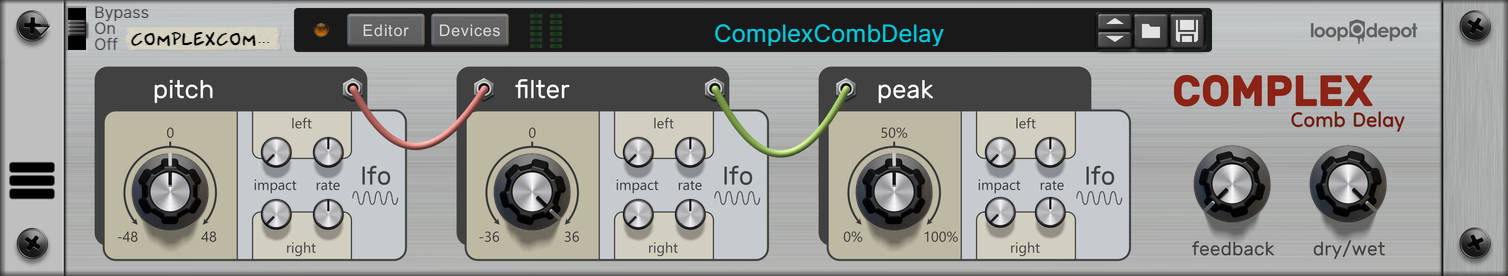 Bypass
On
Off
COMPLEXCOM...
Editor
Devices
ComplexCombDelay
loop depot
pitch
0
-48
48
left
impact
rate
lfo
right
filter
0
-36
36
left
impact
rate
lfo
right
peak
50%
0%
100%
left
impact
rate
lfo
right
COMPLEX
Comb Delay
feedback
dry/wet